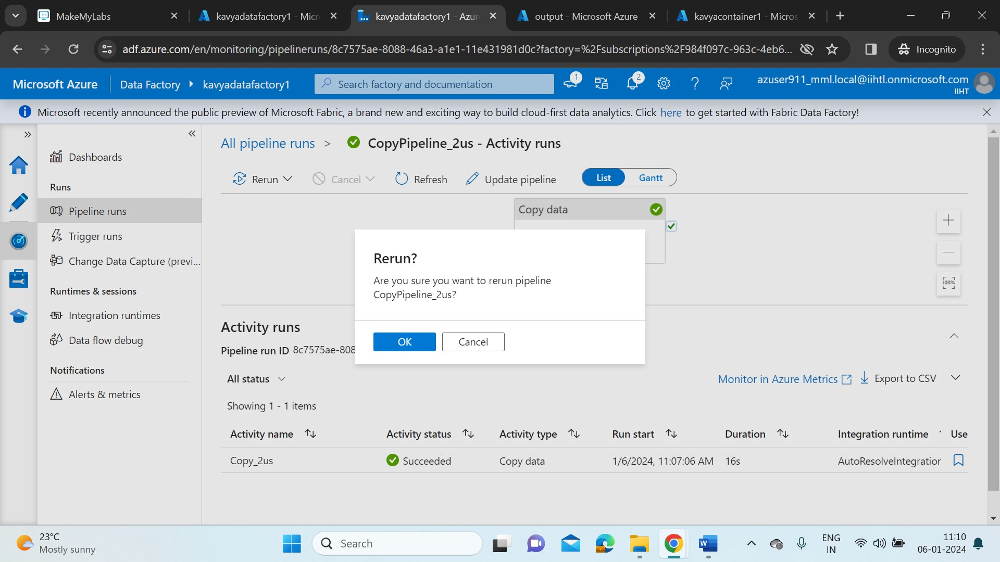 MakeMyLabs
kavyadatafactory1 - Micr
kavyadatafactory1 - Azur
output - Microsoft Azure
kavyacontainer1 - Micros
adf.azure.com/en/monitoring/pipelineruns/8c7575ae-8088-46a3-a1e1-11e431981d0c?factory=%2Fsubscriptions%2F984f097c-963c-4eb6...
Incognito
Microsoft Azure
Data Factory
kavyadatafactory1
Search factory and documentation
1
2
azuser911_mml.local@iihtl.onmicrosoft.com
IIHT
Microsoft recently announced the public preview of Microsoft Fabric, a brand new and exciting way to build cloud-first data analytics. Click here to get started with Fabric Data Factory!
All pipeline runs > CopyPipeline_2us - Activity runs
Dashboards
Rerun
Cancel
Refresh
Update pipeline
List
Gantt
Runs
Pipeline runs
Trigger runs
Change Data Capture (previ...
Runtimes & sessions
Integration runtimes
Data flow debug
Notifications
Alerts & metrics
Copy data
100%
Rerun?
Are you sure you want to rerun pipeline
CopyPipeline_2us?
OK
Cancel
Activity runs
Pipeline run ID 8c7575ae-808
All status
Monitor in Azure Metrics
Export to CSV
Showing 1 - 1 items
Activity name Activity status Activity type Run start Duration Integration runtime Use
Copy_2us Succeeded Copy data 1/6/2024, 11:07:06 AM 16s AutoResolveIntegration
23°C
Mostly sunny
Search
ENG
IN
11:10
06-01-2024